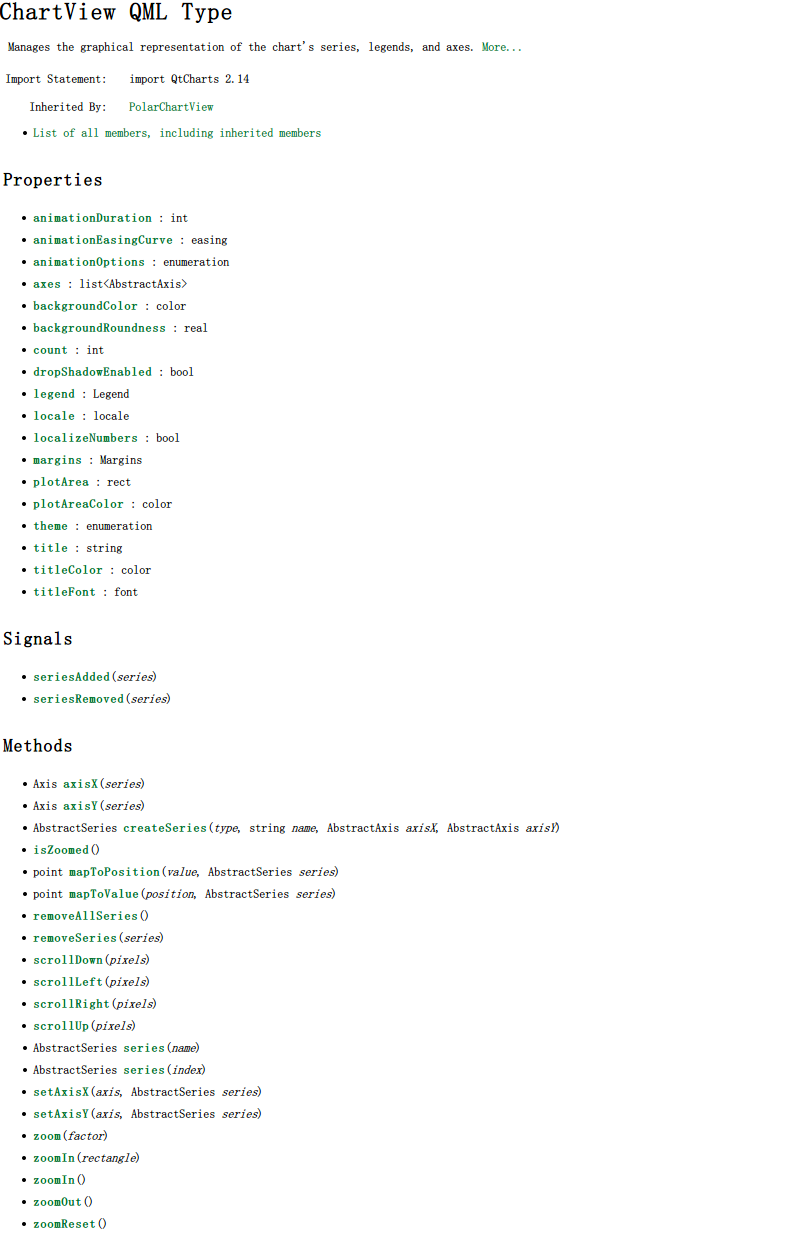 ChartView QML Type
Manages the graphical representation of the chart's series, legends, and axes. More...
Import Statement: import QtCharts 2.14
Inherited By: PolarChartView
• List of all members, including inherited members
Properties
• animationDuration : int
• animationEasingCurve : easing
• animationOptions : enumeration
• axes : list<AbstractAxis>
• backgroundColor : color
• backgroundRoundness : real
• count : int
• dropShadowEnabled : bool
• legend : Legend
• locale : locale
• localizeNumbers : bool
• margins : Margins
• plotArea : rect
• plotAreaColor : color
• theme : enumeration
• title : string
• titleColor : color
• titleFont : font
Signals
• seriesAdded(series)
• seriesRemoved(series)
Methods
• Axis axisX(series)
• Axis axisY(series)
• AbstractSeries createSeries(type, string name, AbstractAxis axisX, AbstractAxis axisY)
• isZoomed()
• point mapToPosition(value, AbstractSeries series)
• point mapToValue(position, AbstractSeries series)
• removeAllSeries()
• removeSeries(series)
• scrollDown(pixels)
• scrollLeft(pixels)
• scrollRight(pixels)
• scrollUp(pixels)
• AbstractSeries series(name)
• AbstractSeries series(index)
• setAxisX(axis, AbstractSeries series)
• setAxisY(axis, AbstractSeries series)
• zoom(factor)
• zoomIn(rectangle)
• zoomIn()
• zoomOut()
• zoomReset()